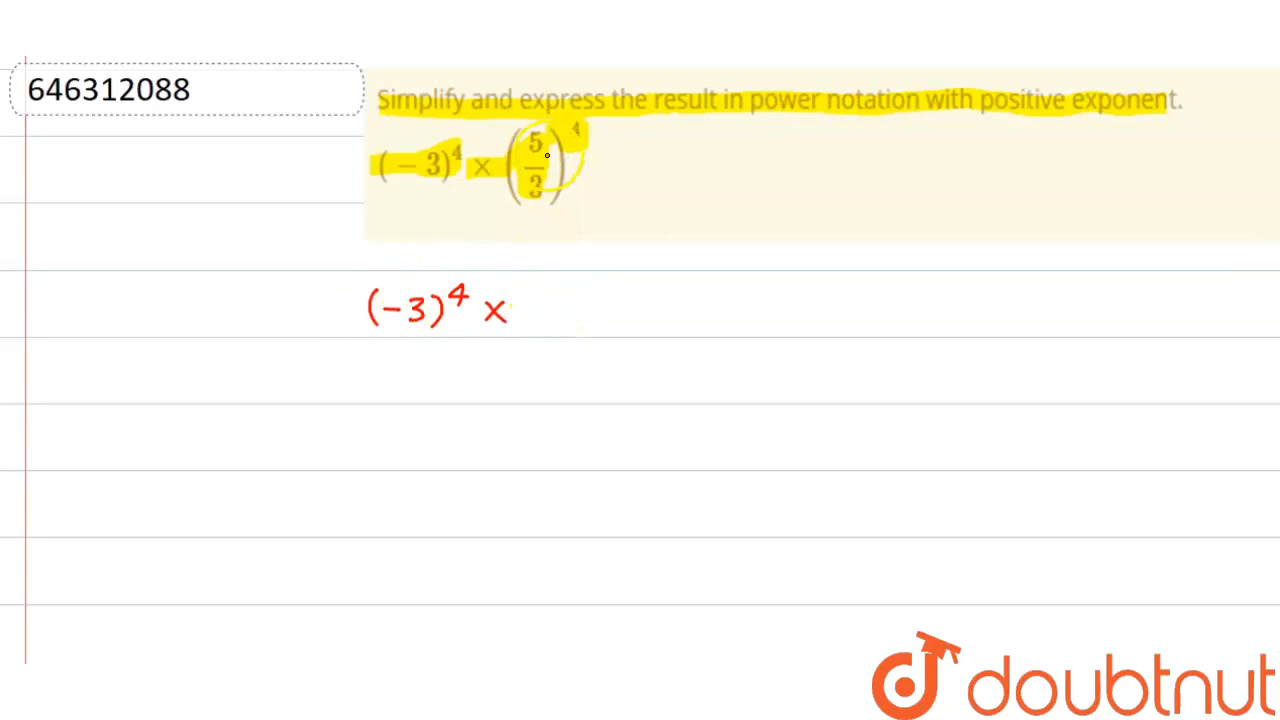 646312088
Simplify and express the result in power notation with positive exponent.
(−3)⁴ × (5/3)⁴
(-3)⁴ ×
doubtnut